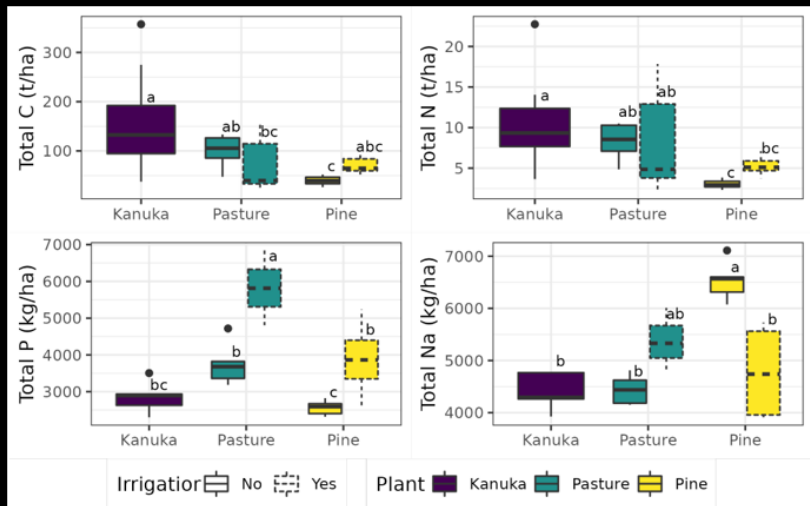 Total C (t/ha)
300
200
100
a
ab
bc
c
abc
Kanuka Pasture Pine
Total N (t/ha)
20
15
10
5
a
ab
ab
c
bc
Kanuka Pasture Pine
Total P (kg/ha)
7000
6000
5000
4000
3000
bc
b
a
c
b
Kanuka Pasture Pine
Total Na (kg/ha)
7000
6000
5000
4000
b
b
ab
a
b
Kanuka Pasture Pine
Irrigation No Yes Plant Kanuka Pasture Pine